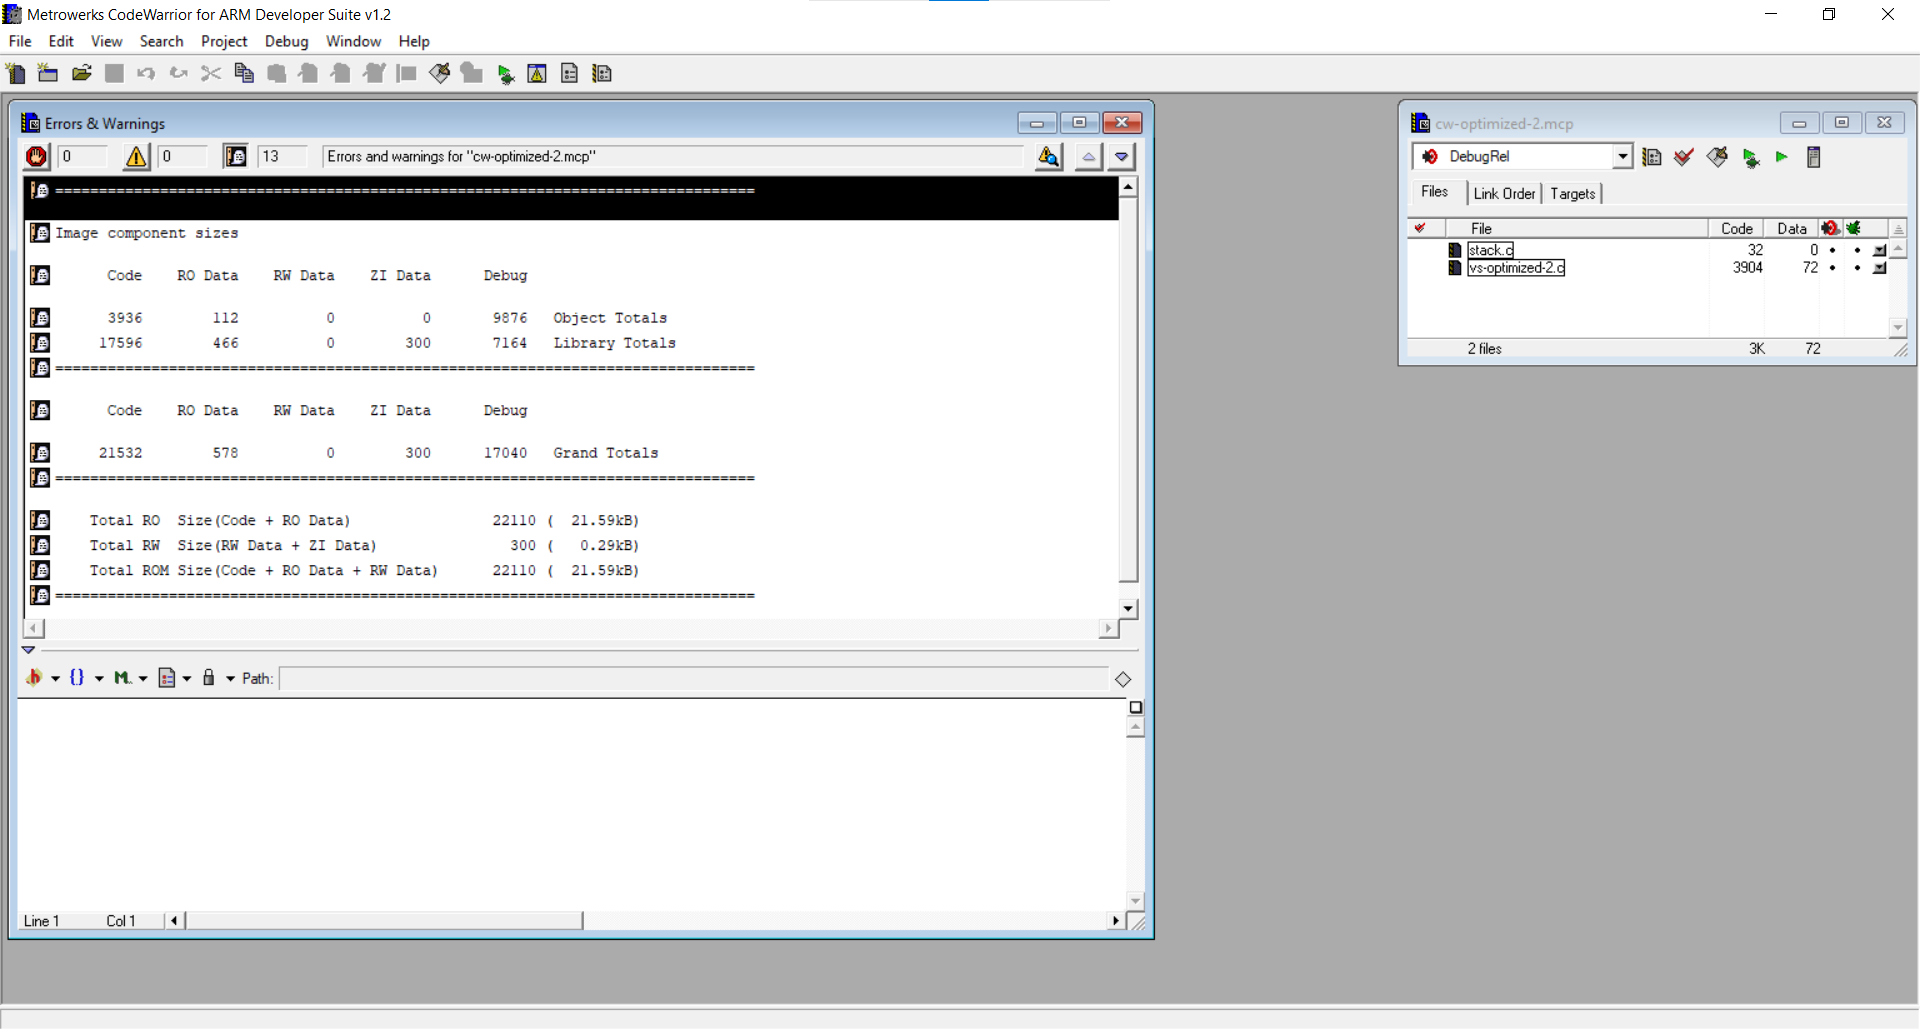 Metrowerks CodeWarrior for ARM Developer Suite v1.2
File Edit View Search Project Debug Window Help
Errors & Warnings
0 0 13 Errors and warnings for "cw-optimized-2.mcp"
================================================================================
Image component sizes
Code RO Data RW Data ZI Data Debug
3936 112 0 0 9876 Object Totals
17596 466 0 300 7164 Library Totals
================================================================================
Code RO Data RW Data ZI Data Debug
21532 578 0 300 17040 Grand Totals
================================================================================
Total RO Size(Code + RO Data) 22110 ( 21.59kB)
Total RW Size(RW Data + ZI Data) 300 ( 0.29kB)
Total ROM Size(Code + RO Data + RW Data) 22110 ( 21.59kB)
================================================================================
Path:
Line 1 Col 1
cw-optimized-2.mcp
DebugRel
Files Link Order Targets
File Code Data
stack.c 32 0
vs-optimized-2.c 3904 72
2 files 3K 72